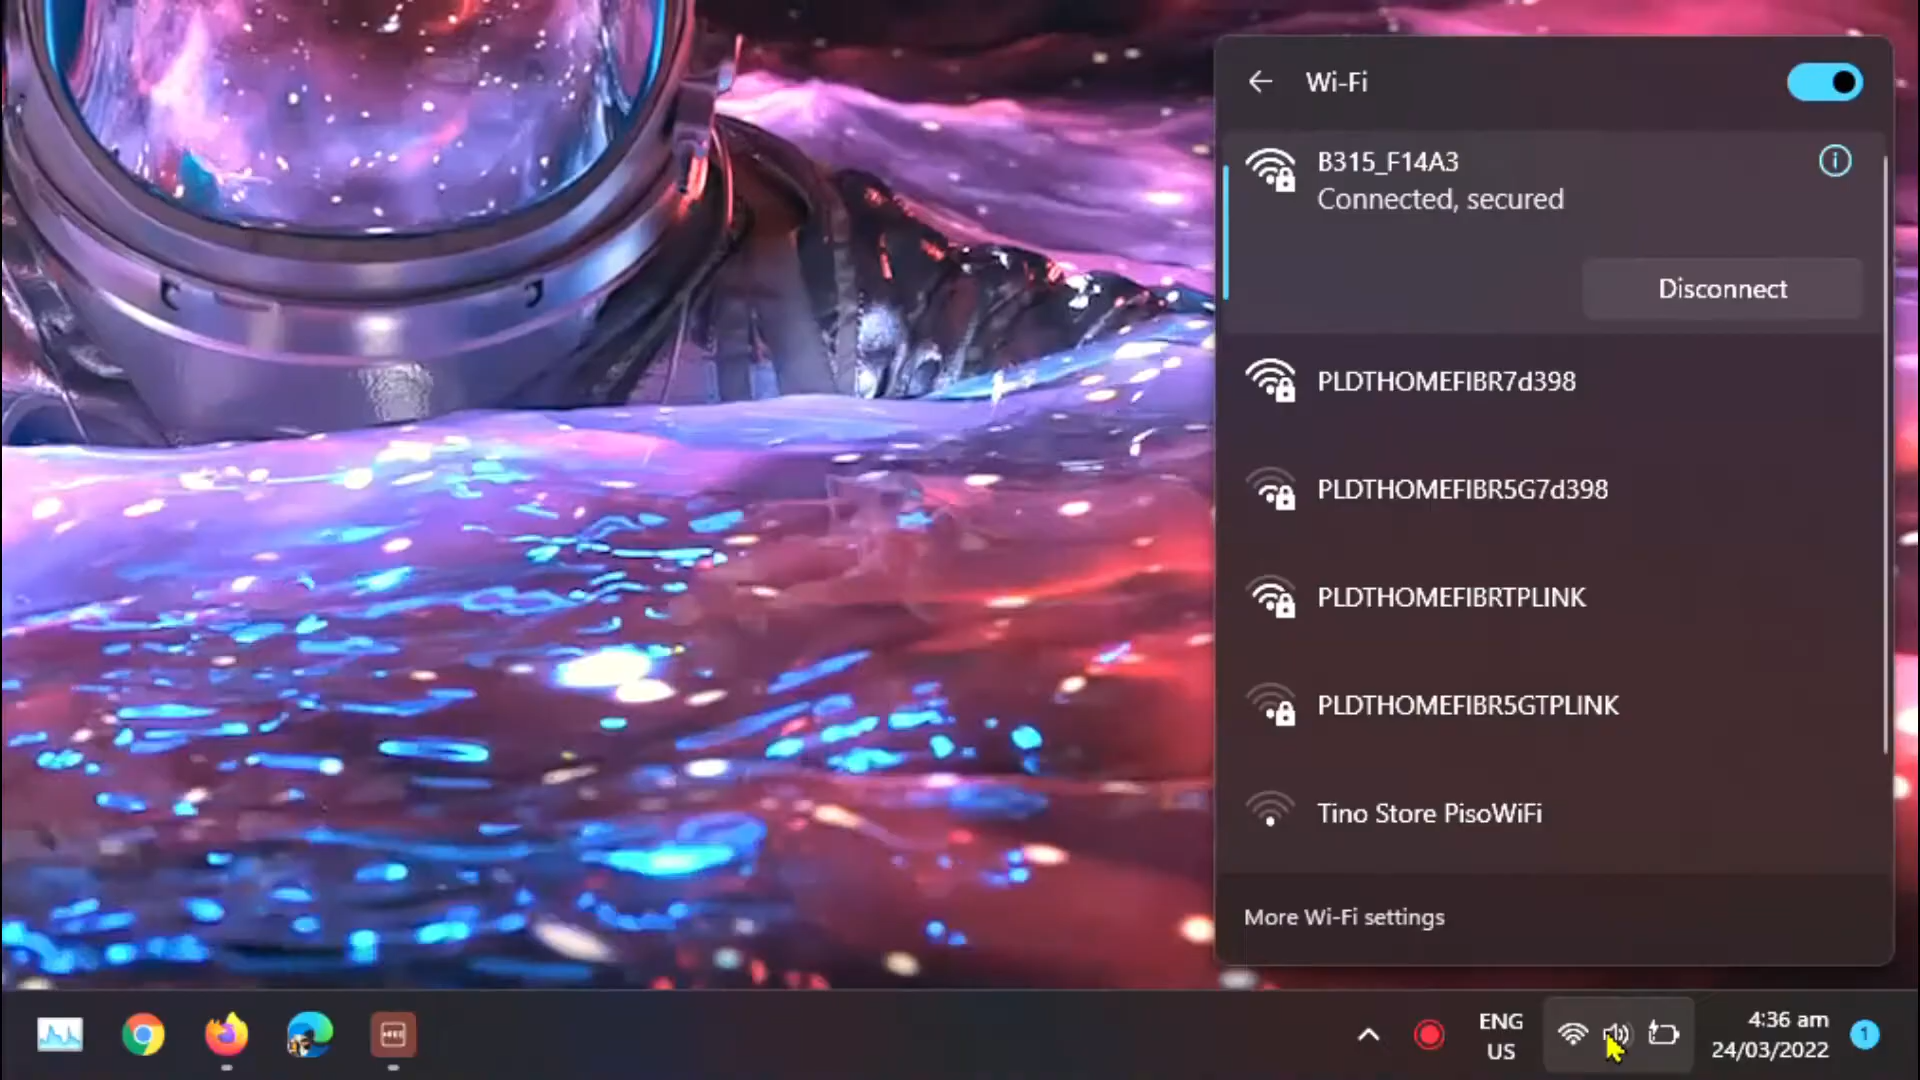 Wi-Fi
B315_F14A3
Connected, secured
Disconnect
PLDTHOMEFIBR7d398
PLDTHOMEFIBR5G7d398
PLDTHOMEFIBRTPLINK
PLDTHOMEFIBR5GTPLINK
Tino Store PisoWiFi
More Wi-Fi settings
ENG
US
4:36 am
24/03/2022
1